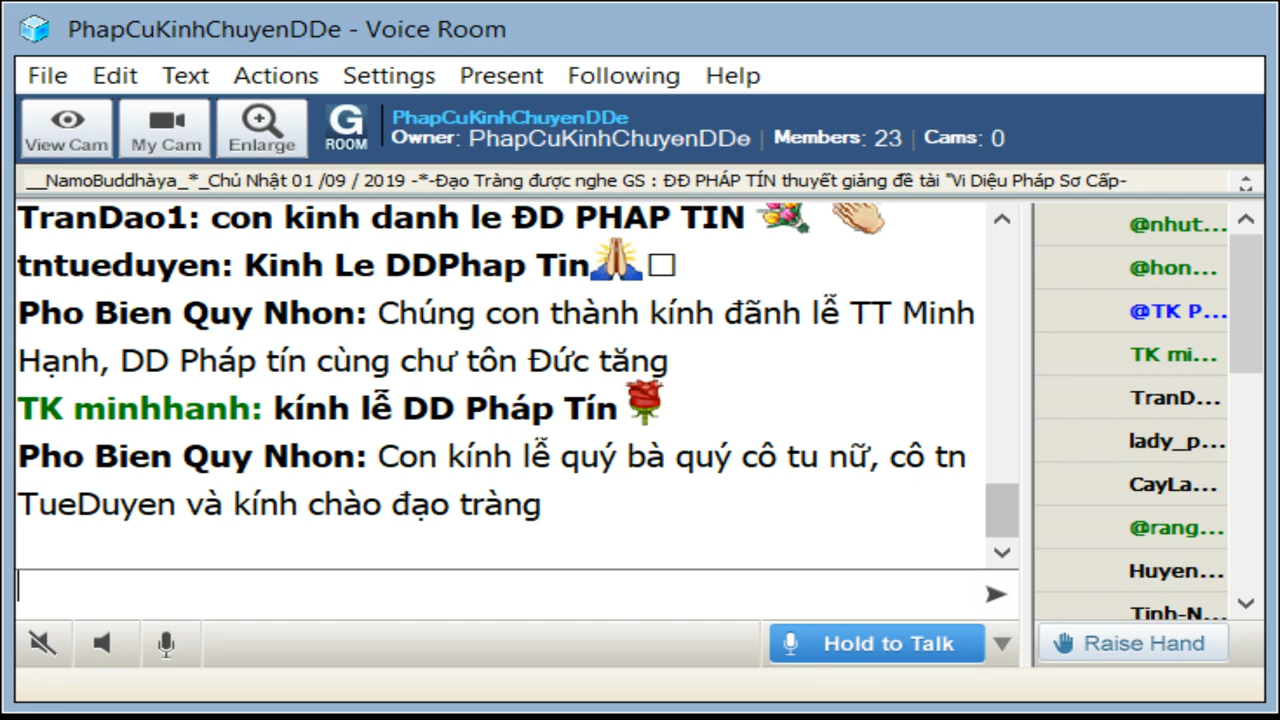 PhapCuKinhChuyenDDe - Voice Room
File Edit Text Actions Settings Present Following Help
View Cam My Cam Enlarge G ROOM
PhapCuKinhChuyenDDe
Owner: PhapCuKinhChuyenDDe | Members: 23 | Cams: 0
__NamoBuddhàya_*_Chủ Nhật 01 /09 / 2019 -*-Đạo Tràng được nghe GS : ĐĐ PHÁP TÍN thuyết giảng đề tài "Vi Diệu Pháp Sơ Cấp-
TranDao1: con kinh danh le ĐD PHAP TIN
tntueduyen: Kinh Le DDPhap Tin
Pho Bien Quy Nhon: Chúng con thành kính đãnh lễ TT Minh
Hạnh, DD Pháp tín cùng chư tôn Đức tăng
TK minhhanh: kính lễ DD Pháp Tín
Pho Bien Quy Nhon: Con kính lễ quý bà quý cô tu nữ, cô tn
TueDuyen và kính chào đạo tràng
@nhut...
@hon...
@TK P...
TK mi...
TranD...
lady_p...
CayLa...
@rang...
Huyen...
Tinh-N...
Hold to Talk
Raise Hand